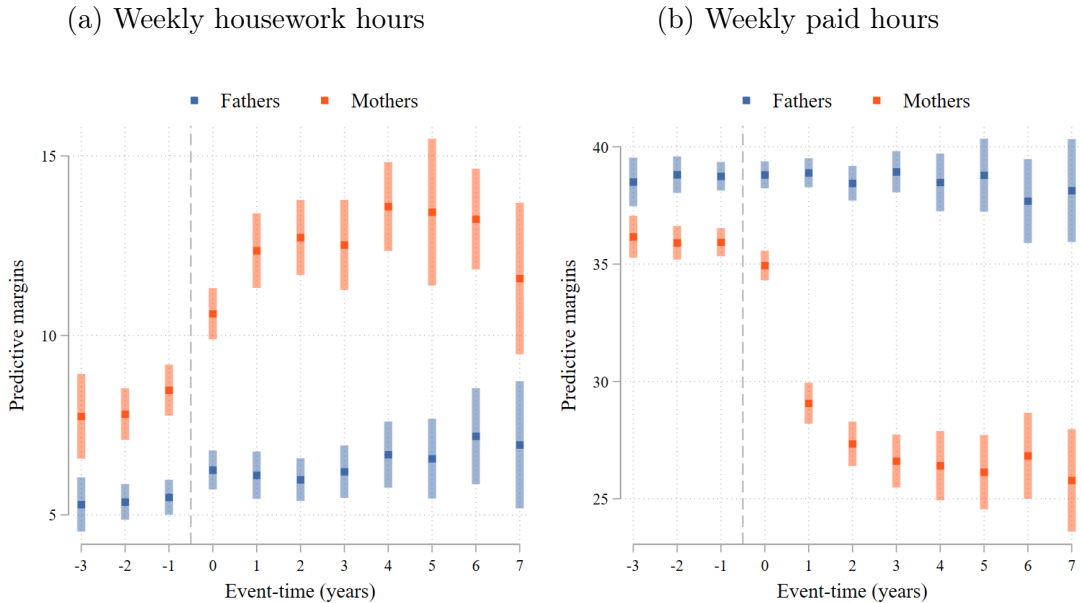 (a) Weekly housework hours
Fathers Mothers
15
10
5
Predictive margins
-3 -2 -1 0 1 2 3 4 5 6 7
Event-time (years)
(b) Weekly paid hours
Fathers Mothers
40
35
30
25
Predictive margins
-3 -2 -1 0 1 2 3 4 5 6 7
Event-time (years)